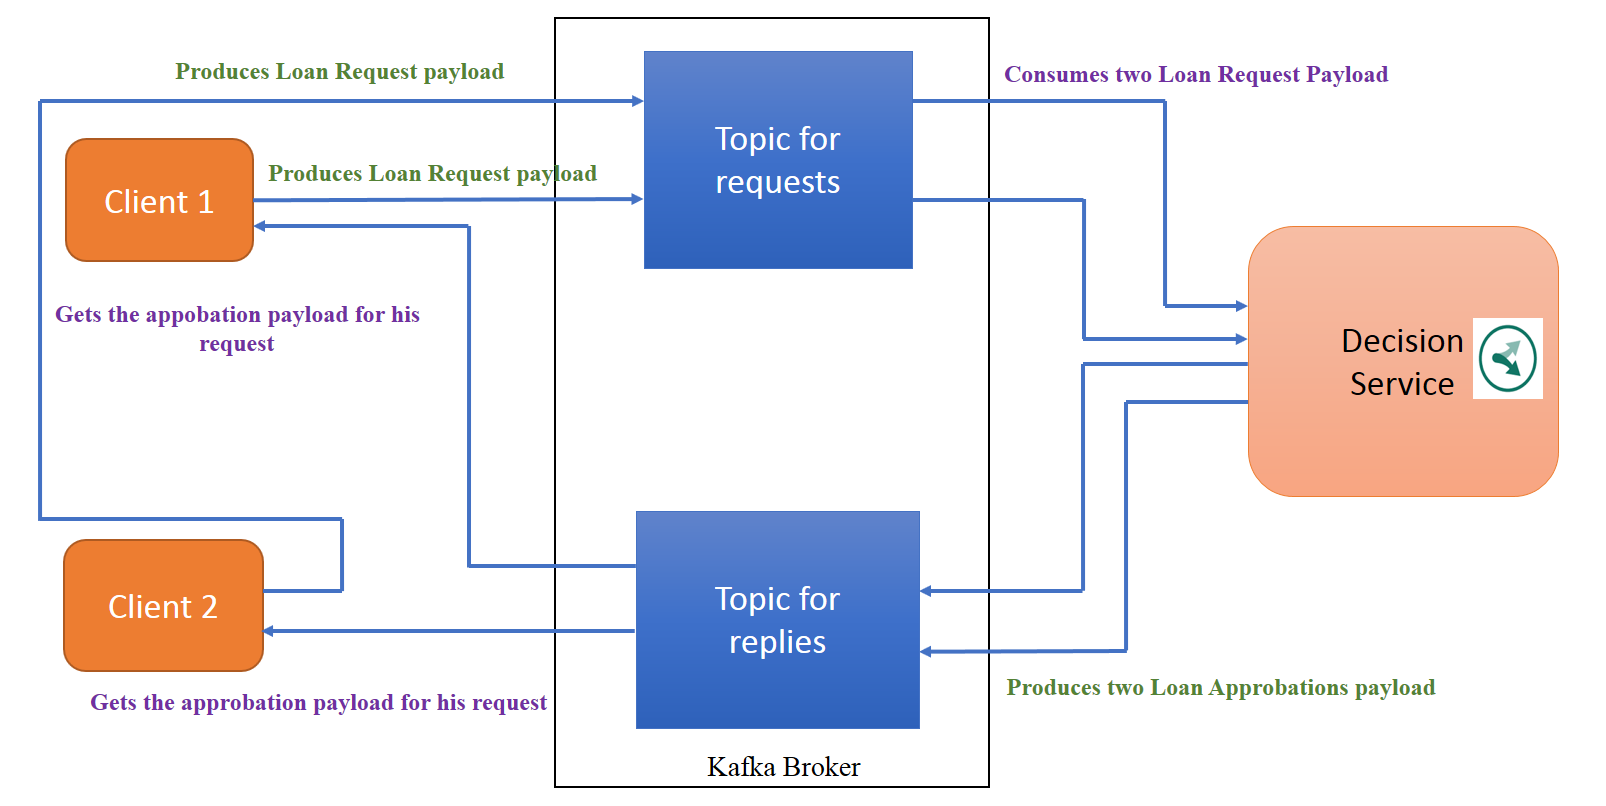 Produces Loan Request payload
Consumes two Loan Request Payload
Topic for
requests
Produces Loan Request payload
Client 1
Gets the appobation payload for his
request
Decision
Service
Client 2
Topic for
replies
Gets the approbation payload for his request
Produces two Loan Approbations payload
Kafka Broker